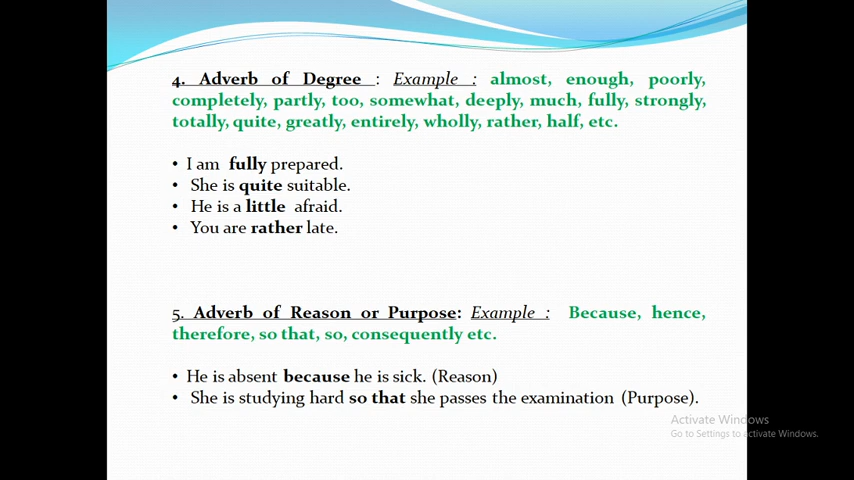 4. Adverb of Degree : Example : almost, enough, poorly,
completely, partly, too, somewhat, deeply, much, fully, strongly,
totally, quite, greatly, entirely, wholly, rather, half, etc.
• I am fully prepared.
• She is quite suitable.
• He is a little afraid.
• You are rather late.
5. Adverb of Reason or Purpose: Example : Because, hence,
therefore, so that, so, consequently etc.
• He is absent because he is sick. (Reason)
• She is studying hard so that she passes the examination (Purpose).
Activate Windows
Go to Settings to activate Windows.